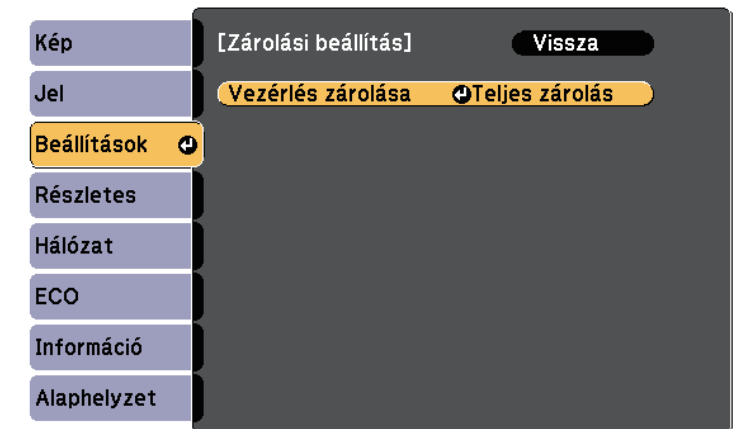 Kép
Jel
Beállítások
Részletes
Hálózat
ECO
Információ
Alaphelyzet
[Zárolási beállítás] Vissza
Vezérlés zárolása Teljes zárolás